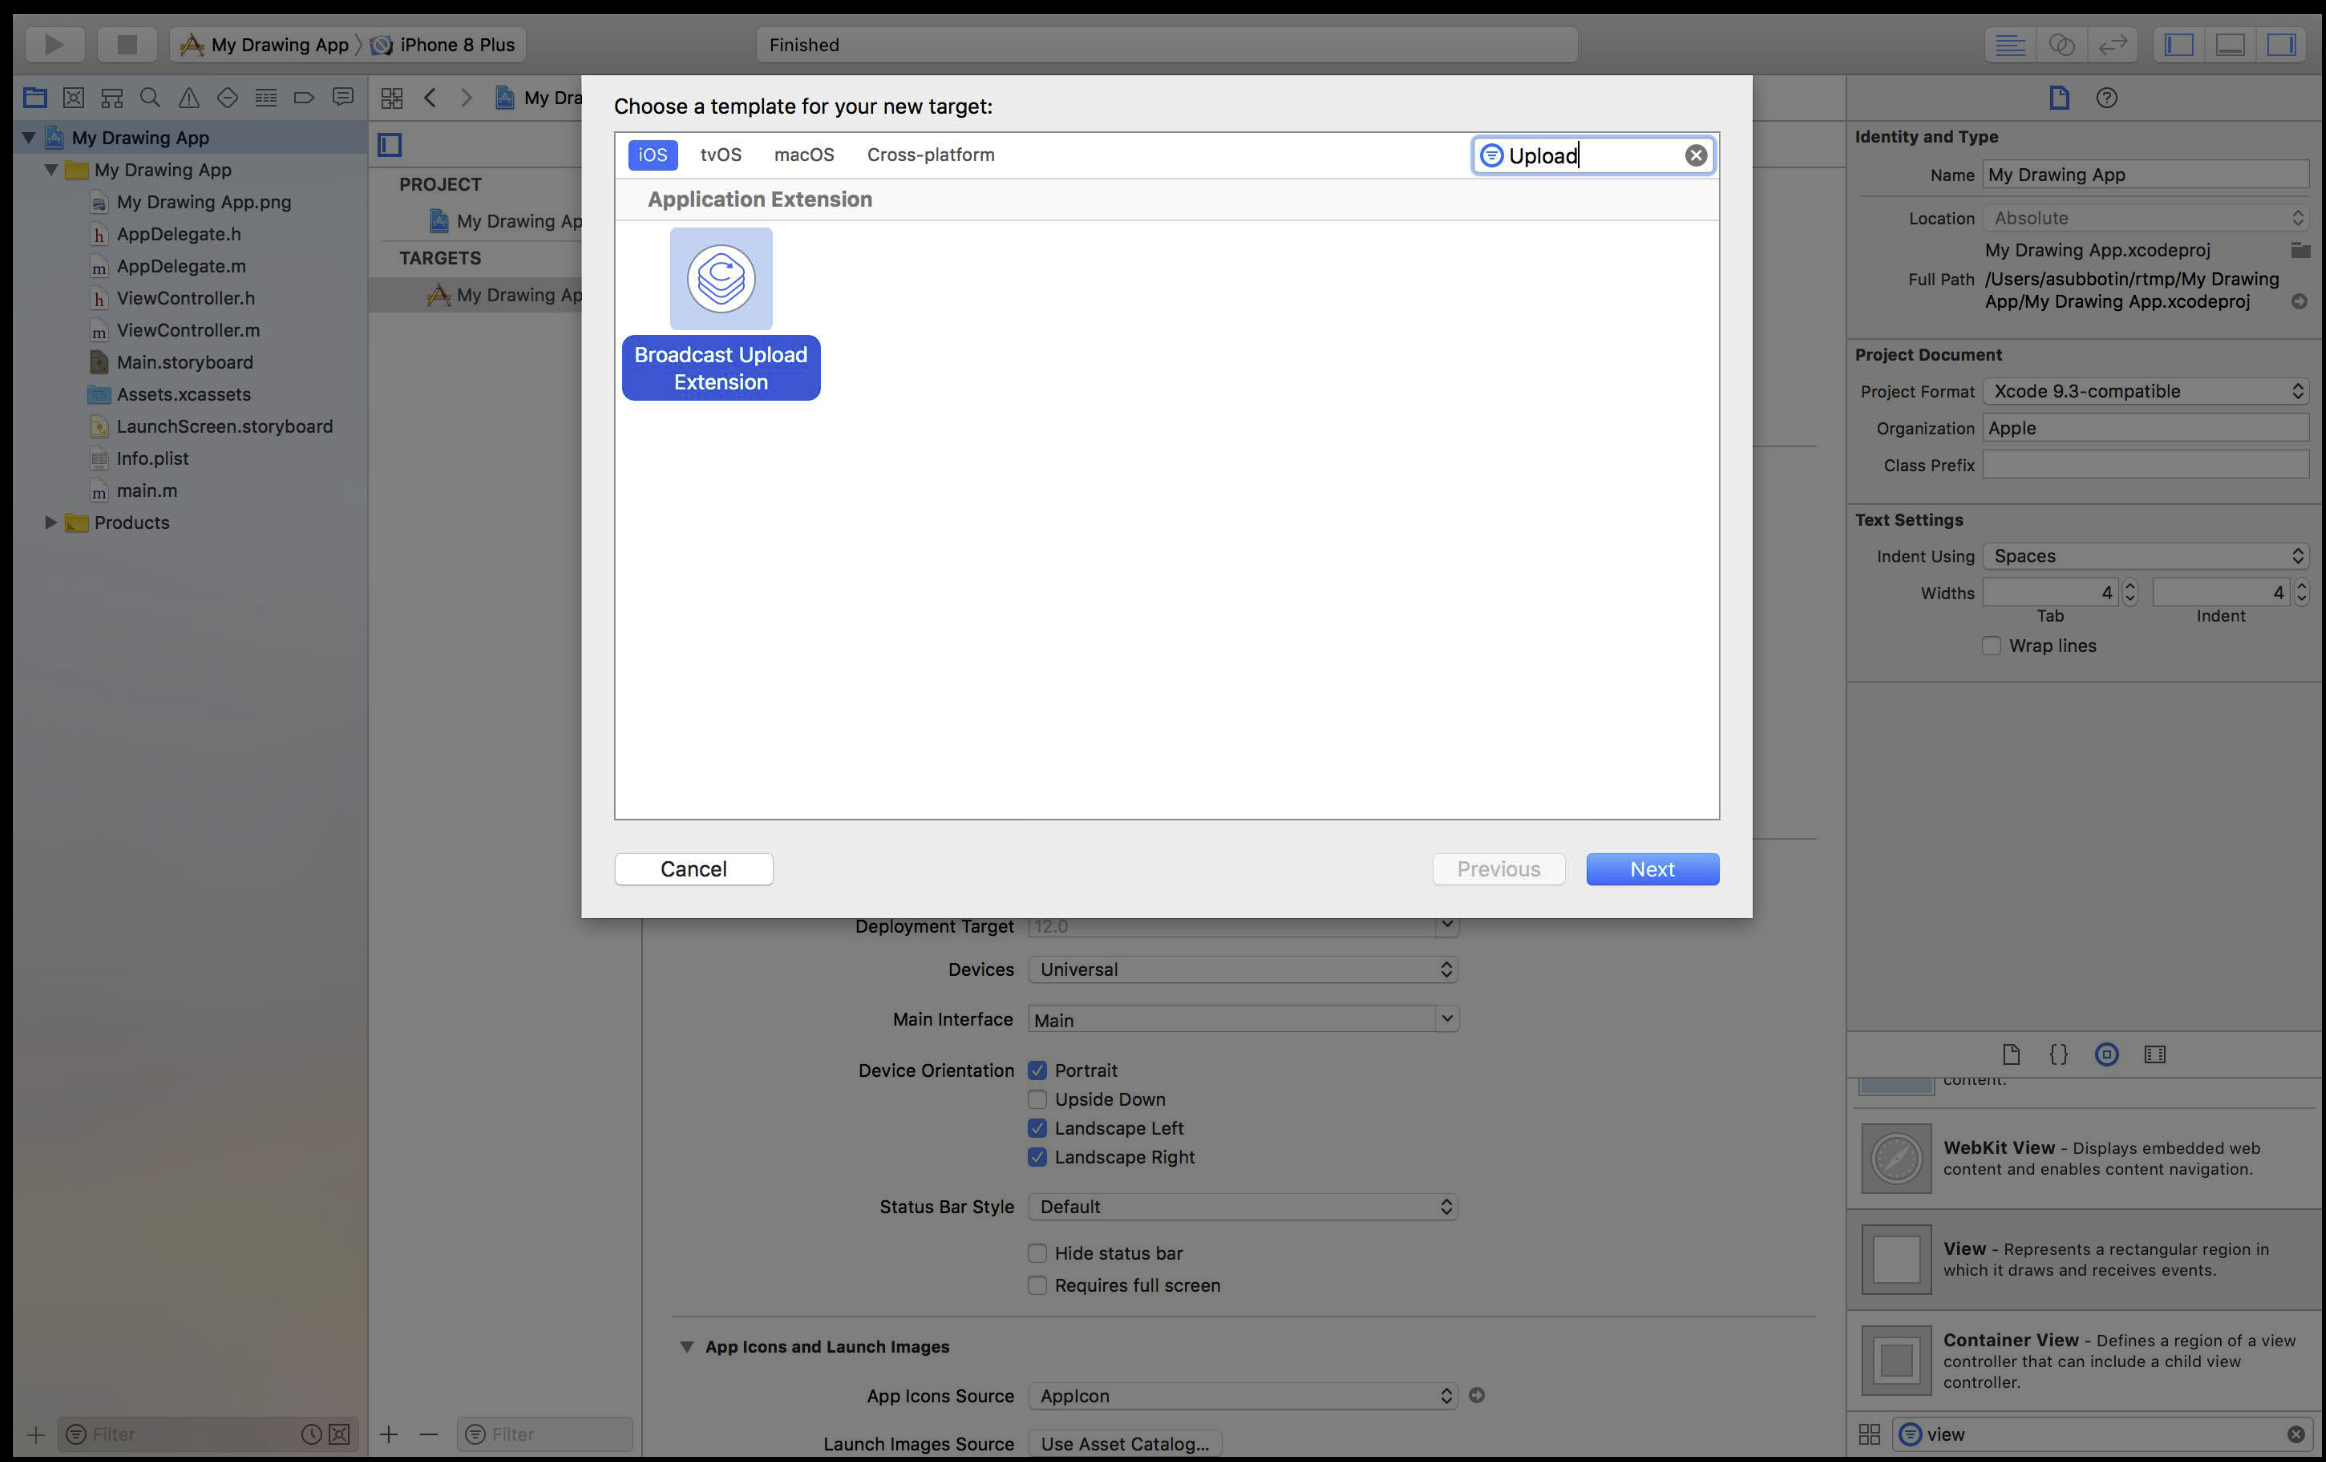 My Drawing App
iPhone 8 Plus
Finished
My Drawing App
My Drawing App
My Drawing App.png
AppDelegate.h
AppDelegate.m
ViewController.h
ViewController.m
Main.storyboard
Assets.xcassets
LaunchScreen.storyboard
Info.plist
main.m
Products
Filter
My Dra
PROJECT
My Drawing Ap
TARGETS
My Drawing Ap
Filter
Choose a template for your new target:
iOS
tvOS
macOS
Cross-platform
Upload
Application Extension
Broadcast Upload
Extension
Cancel
Previous
Next
Deployment Target 12.0
Devices Universal
Main Interface Main
Device Orientation Portrait
Upside Down
Landscape Left
Landscape Right
Status Bar Style Default
Hide status bar
Requires full screen
App Icons and Launch Images
App Icons Source AppIcon
Launch Images Source Use Asset Catalog...
Identity and Type
Name My Drawing App
Location Absolute
My Drawing App.xcodeproj
Full Path /Users/asubbotin/rtmp/My Drawing
App/My Drawing App.xcodeproj
Project Document
Project Format Xcode 9.3-compatible
Organization Apple
Class Prefix
Text Settings
Indent Using Spaces
Widths 4 4
Tab Indent
Wrap lines
content.
WebKit View - Displays embedded web
content and enables content navigation.
View - Represents a rectangular region in
which it draws and receives events.
Container View - Defines a region of a view
controller that can include a child view
controller.
view